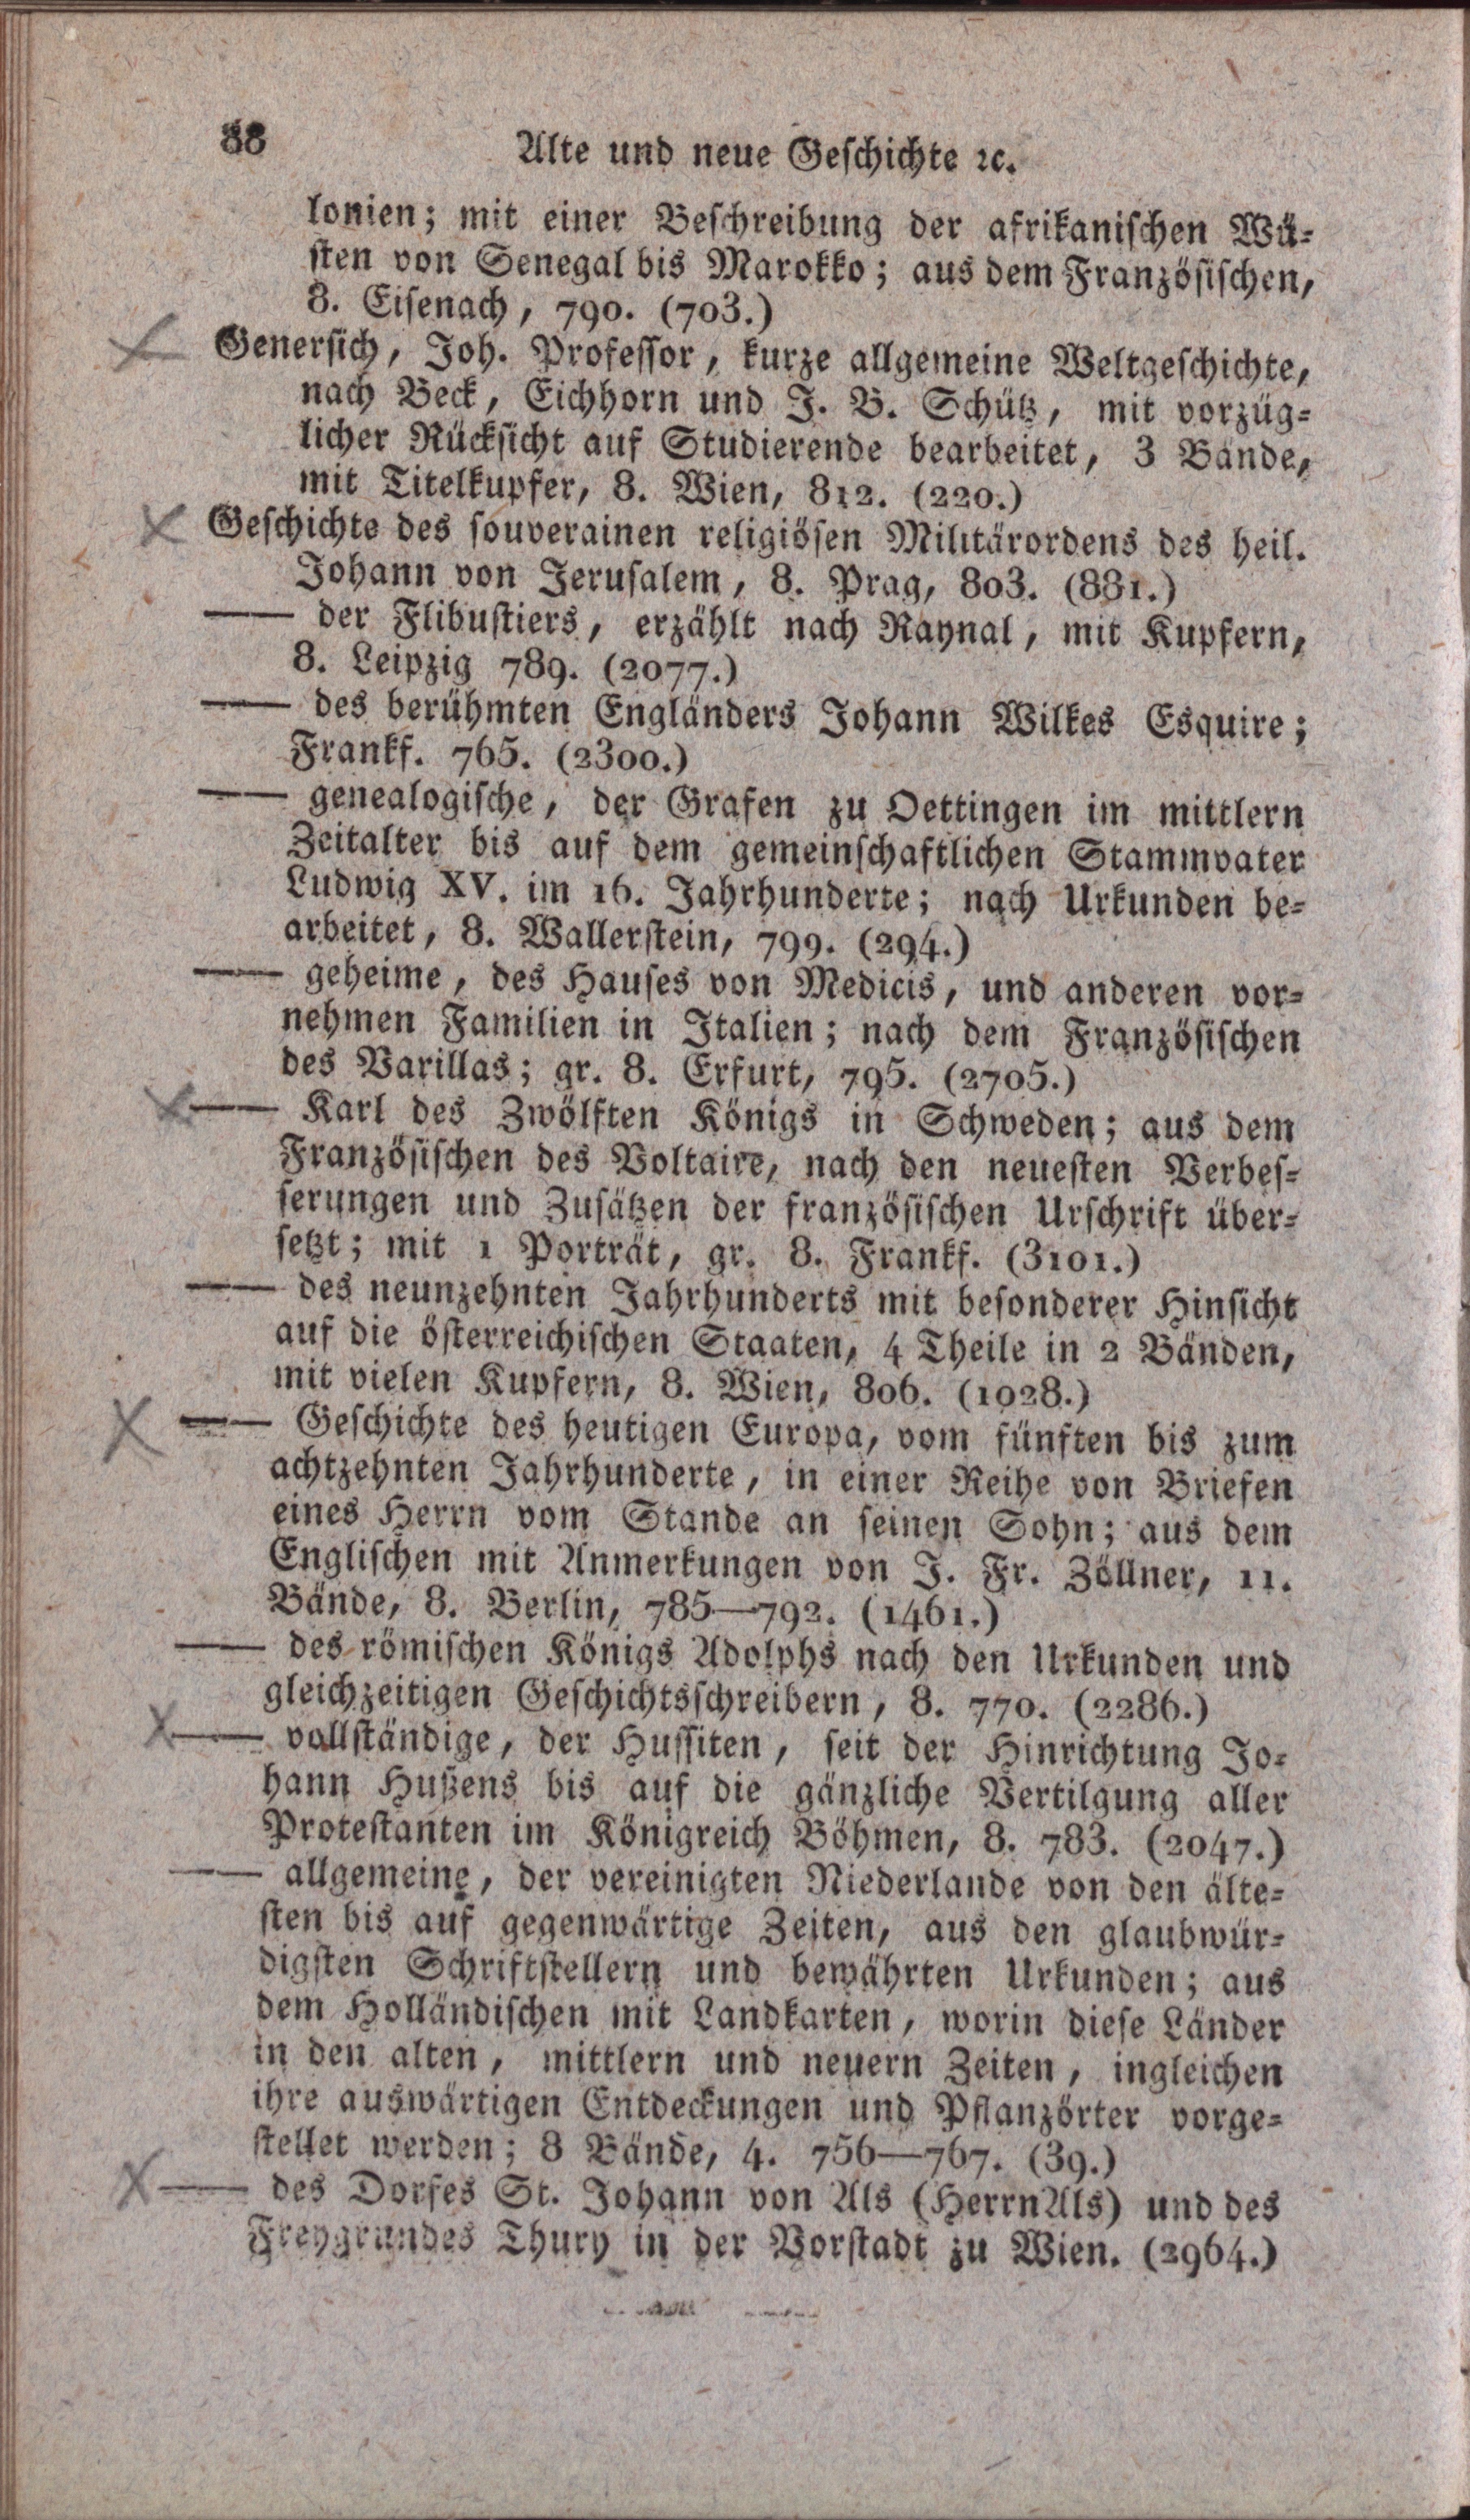 88
Alte und neue Geschichte ꝛc.
lonien; mit einer Beschreibung der afrikanischen Wü-
sten von Senegal bis Marokko; aus dem Französischen,
8. Eisenach, 790. (703.)
Genersich, Joh. Professor, kurze allgemeine Weltgeschichte,
nach Beck, Eichhorn und J. B. Schütz, mit vorzüg-
licher Rücksicht auf Studierende bearbeitet, 3 Bände,
mit Titelkupfer, 8. Wien, 812. (220.)
Geschichte des souverainen religiösen Militärordens des heil.
Johann von Jerusalem, 8. Prag, 803. (881.)
—— der Flibustiers, erzählt nach Raynal, mit Kupfern,
8. Leipzig 789. (2077.)
—— des berühmten Engländers Johann Wilkes Esquire;
Frankf. 765. (2300.)
—— genealogische, der Grafen zu Oettingen im mittlern
Zeitalter bis auf dem gemeinschaftlichen Stammvater
Ludwig XV. im 16. Jahrhunderte; nach Urkunden be-
arbeitet, 8. Wallerstein, 799. (294.)
—— geheime, des Hauses von Medicis, und anderen vor-
nehmen Familien in Italien; nach dem Französischen
des Varillas; gr. 8. Erfurt, 795. (2705.)
—— Karl des Zwölften Königs in Schweden; aus dem
Französischen des Voltaire, nach den neuesten Verbes-
serungen und Zusätzen der französischen Urschrift über-
setzt; mit 1 Porträt, gr. 8. Frankf. (3101.)
—— des neunzehnten Jahrhunderts mit besonderer Hinsicht
auf die österreichischen Staaten, 4 Theile in 2 Bänden,
mit vielen Kupfern, 8. Wien, 806. (1028.)
—— Geschichte des heutigen Europa, vom fünften bis zum
achtzehnten Jahrhunderte, in einer Reihe von Briefen
eines Herrn vom Stande an seinen Sohn; aus dem
Englischen mit Anmerkungen von J. Fr. Zöllner, 11.
Bände, 8. Berlin, 785—792. (1461.)
—— des römischen Königs Adolphs nach den Urkunden und
gleichzeitigen Geschichtsschreibern, 8. 770. (2286.)
—— vollständige, der Hussiten, seit der Hinrichtung Jo-
hann Hußens bis auf die gänzliche Vertilgung aller
Protestanten im Königreich Böhmen, 8. 783. (2047.)
—— allgemeine, der vereinigten Niederlande von den älte-
sten bis auf gegenwärtige Zeiten, aus den glaubwür-
digsten Schriftstellern und bewährten Urkunden; aus
dem Holländischen mit Landkarten, worin diese Länder
in den alten, mittlern und neuern Zeiten, ingleichen
ihre auswärtigen Entdeckungen und Pflanzörter vorge-
stellet werden; 8 Bände, 4. 756—767. (39.)
—— des Dorfes St. Johann von Als (HerrnAls) und des
Freygrundes Thury in der Vorstadt zu Wien. (2964.)